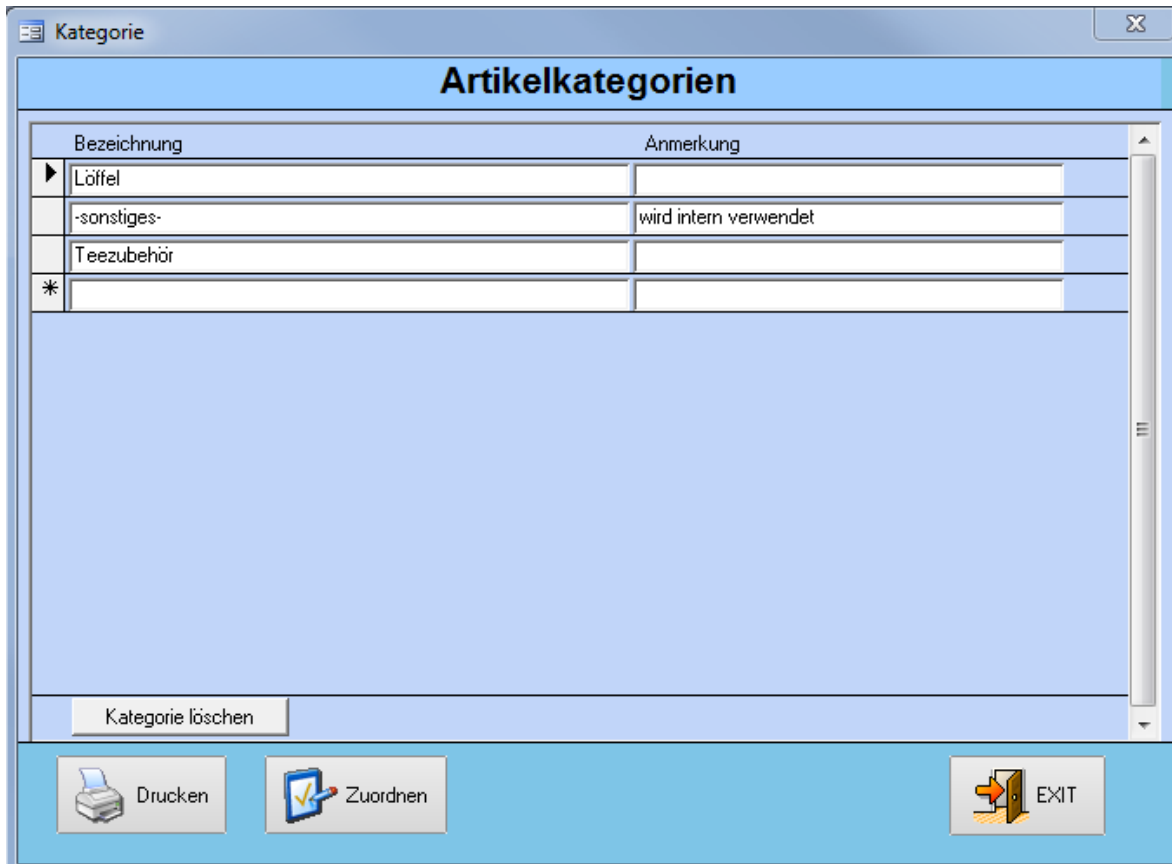 Kategorie
Artikelkategorien
Bezeichnung Anmerkung
Löffel
-sonstiges- wird intern verwendet
Teezubehör
Kategorie löschen
Drucken Zuordnen EXIT